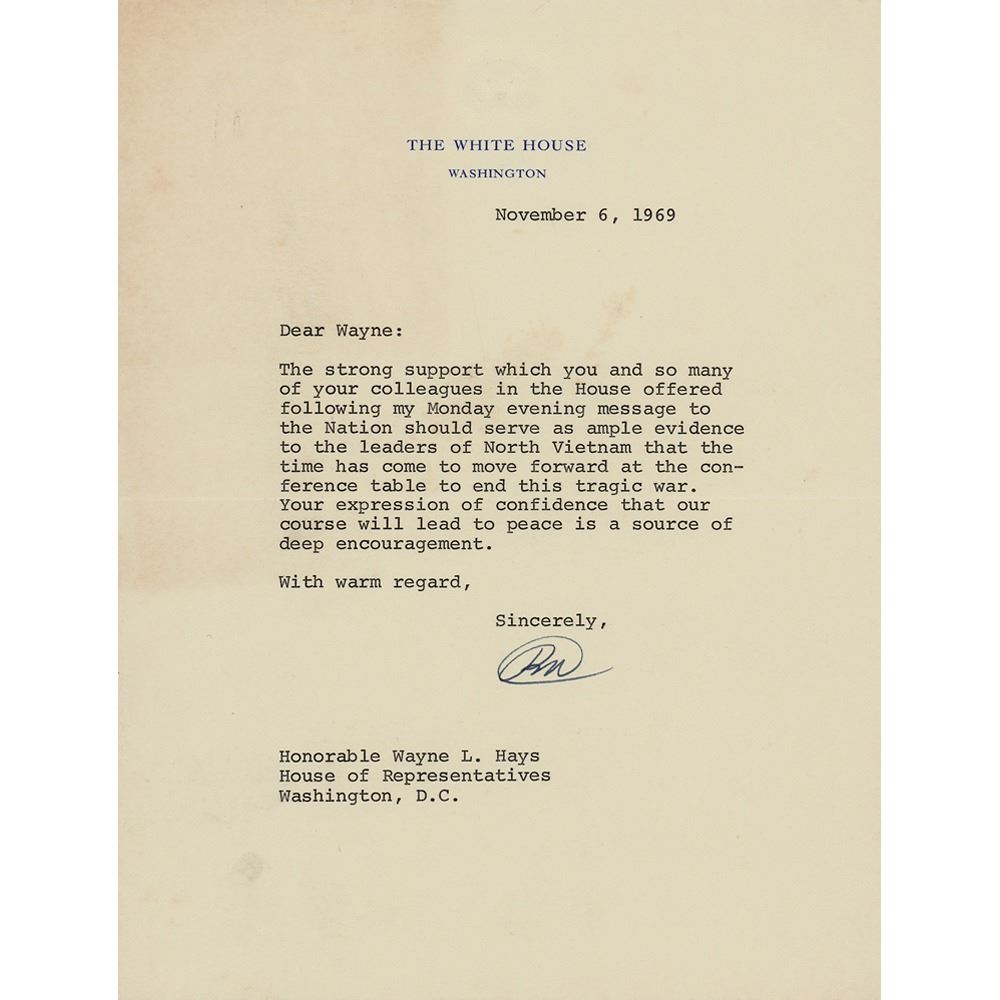 THE WHITE HOUSE
WASHINGTON
November 6, 1969
Dear Wayne:
The strong support which you and so many
of your colleagues in the House offered
following my Monday evening message to
the Nation should serve as ample evidence
to the leaders of North Vietnam that the
time has come to move forward at the con-
ference table to end this tragic war.
Your expression of confidence that our
course will lead to peace is a source of
deep encouragement.
With warm regard,
Sincerely,
RN
Honorable Wayne L. Hays
House of Representatives
Washington, D.C.